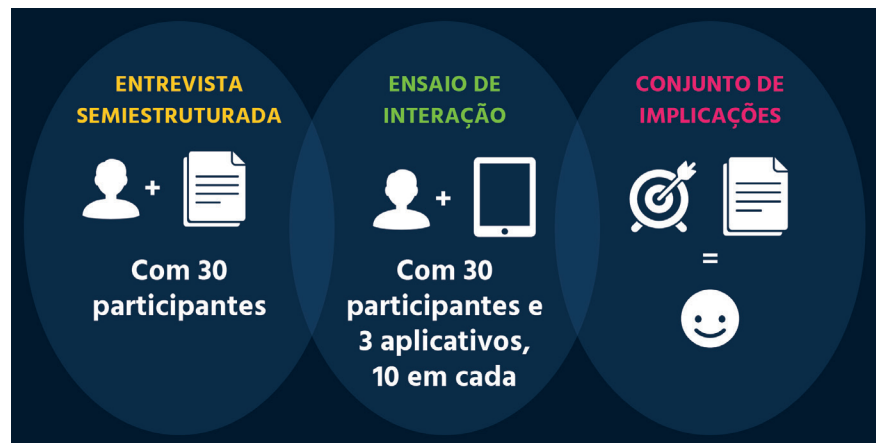 ENTREVISTA
SEMIESTRUTURADA
+
Com 30
participantes
ENSAIO DE
INTERAÇÃO
+
Com 30
participantes e
3 aplicativos,
10 em cada
CONJUNTO DE
IMPLICAÇÕES
=